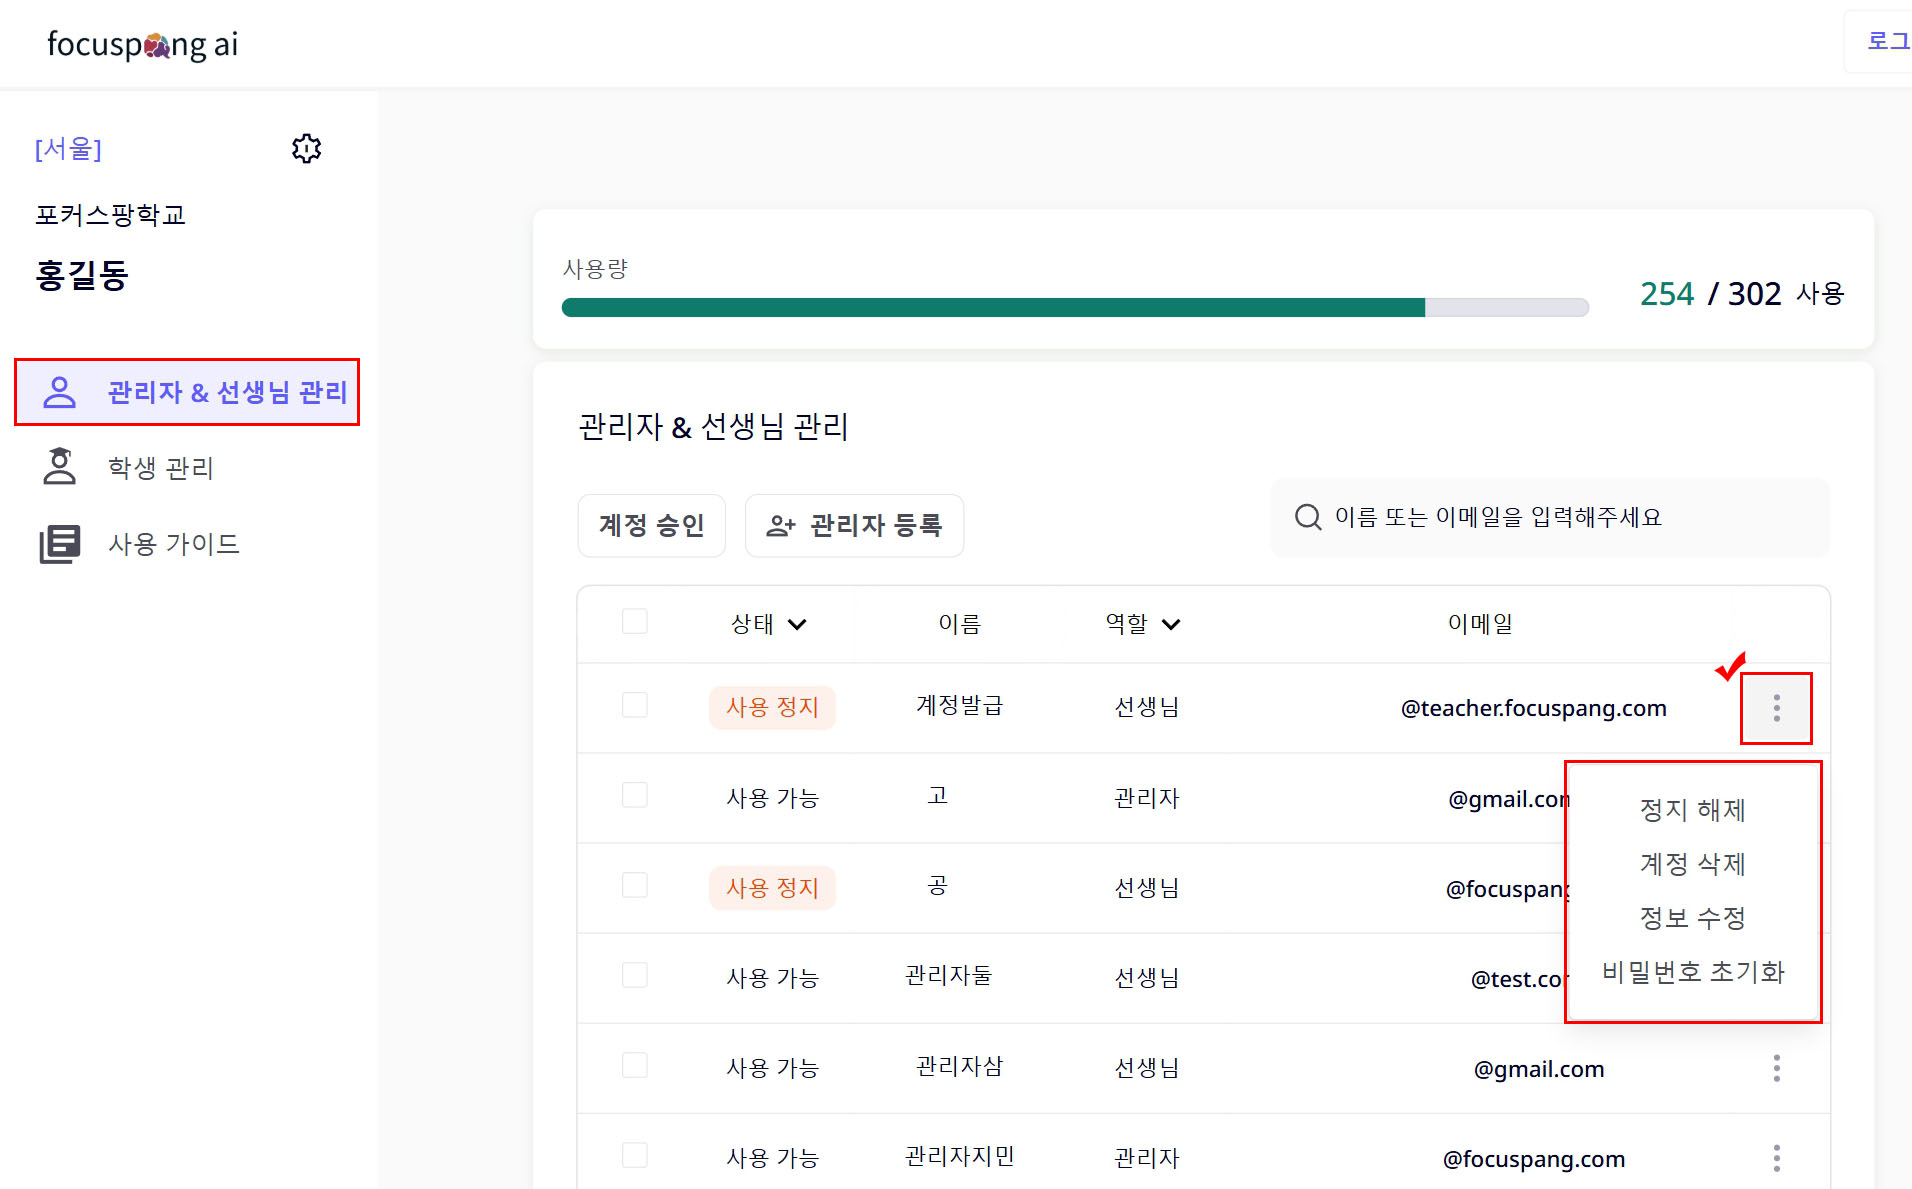 focuspang ai
로그
[서울]
포커스팡학교
홍길동
관리자 & 선생님 관리
학생 관리
사용 가이드
사용량
254 / 302 사용
관리자 & 선생님 관리
계정 승인
관리자 등록
이름 또는 이메일을 입력해주세요
상태 이름 역할 이메일
사용 정지 계정발급 선생님 @teacher.focuspang.com
사용 가능 고 관리자 @gmail.com
사용 정지 공 선생님 @focuspang
사용 가능 관리자둘 선생님 @test.com
정지 해제
계정 삭제
정보 수정
비밀번호 초기화
사용 가능 관리자삼 선생님 @gmail.com
사용 가능 관리자지민 관리자 @focuspang.com